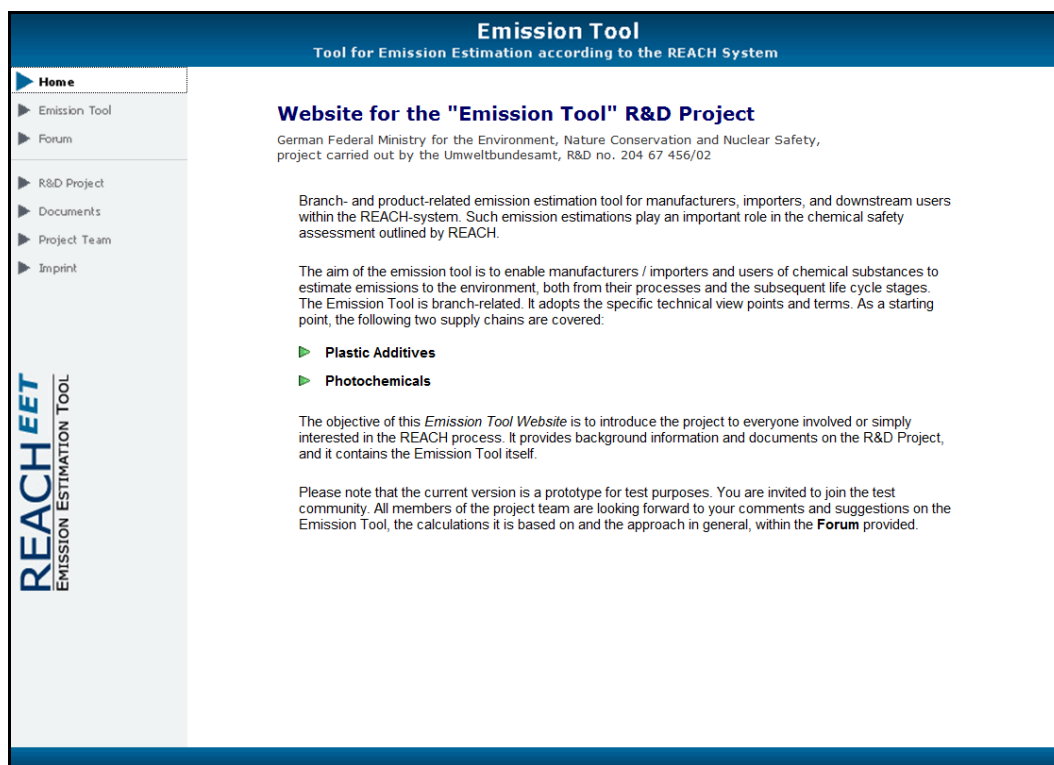 Emission Tool
Tool for Emission Estimation according to the REACH System
Home
Emission Tool
Forum
R&D Project
Documents
Project Team
Imprint
REACH EET
EMISSION ESTIMATION TOOL
Website for the "Emission Tool" R&D Project
German Federal Ministry for the Environment, Nature Conservation and Nuclear Safety,
project carried out by the Umweltbundesamt, R&D no. 204 67 456/02
Branch- and product-related emission estimation tool for manufacturers, importers, and downstream users
within the REACH-system. Such emission estimations play an important role in the chemical safety
assessment outlined by REACH.
The aim of the emission tool is to enable manufacturers / importers and users of chemical substances to
estimate emissions to the environment, both from their processes and the subsequent life cycle stages.
The Emission Tool is branch-related. It adopts the specific technical view points and terms. As a starting
point, the following two supply chains are covered:
Plastic Additives
Photochemicals
The objective of this Emission Tool Website is to introduce the project to everyone involved or simply
interested in the REACH process. It provides background information and documents on the R&D Project,
and it contains the Emission Tool itself.
Please note that the current version is a prototype for test purposes. You are invited to join the test
community. All members of the project team are looking forward to your comments and suggestions on the
Emission Tool, the calculations it is based on and the approach in general, within the Forum provided.